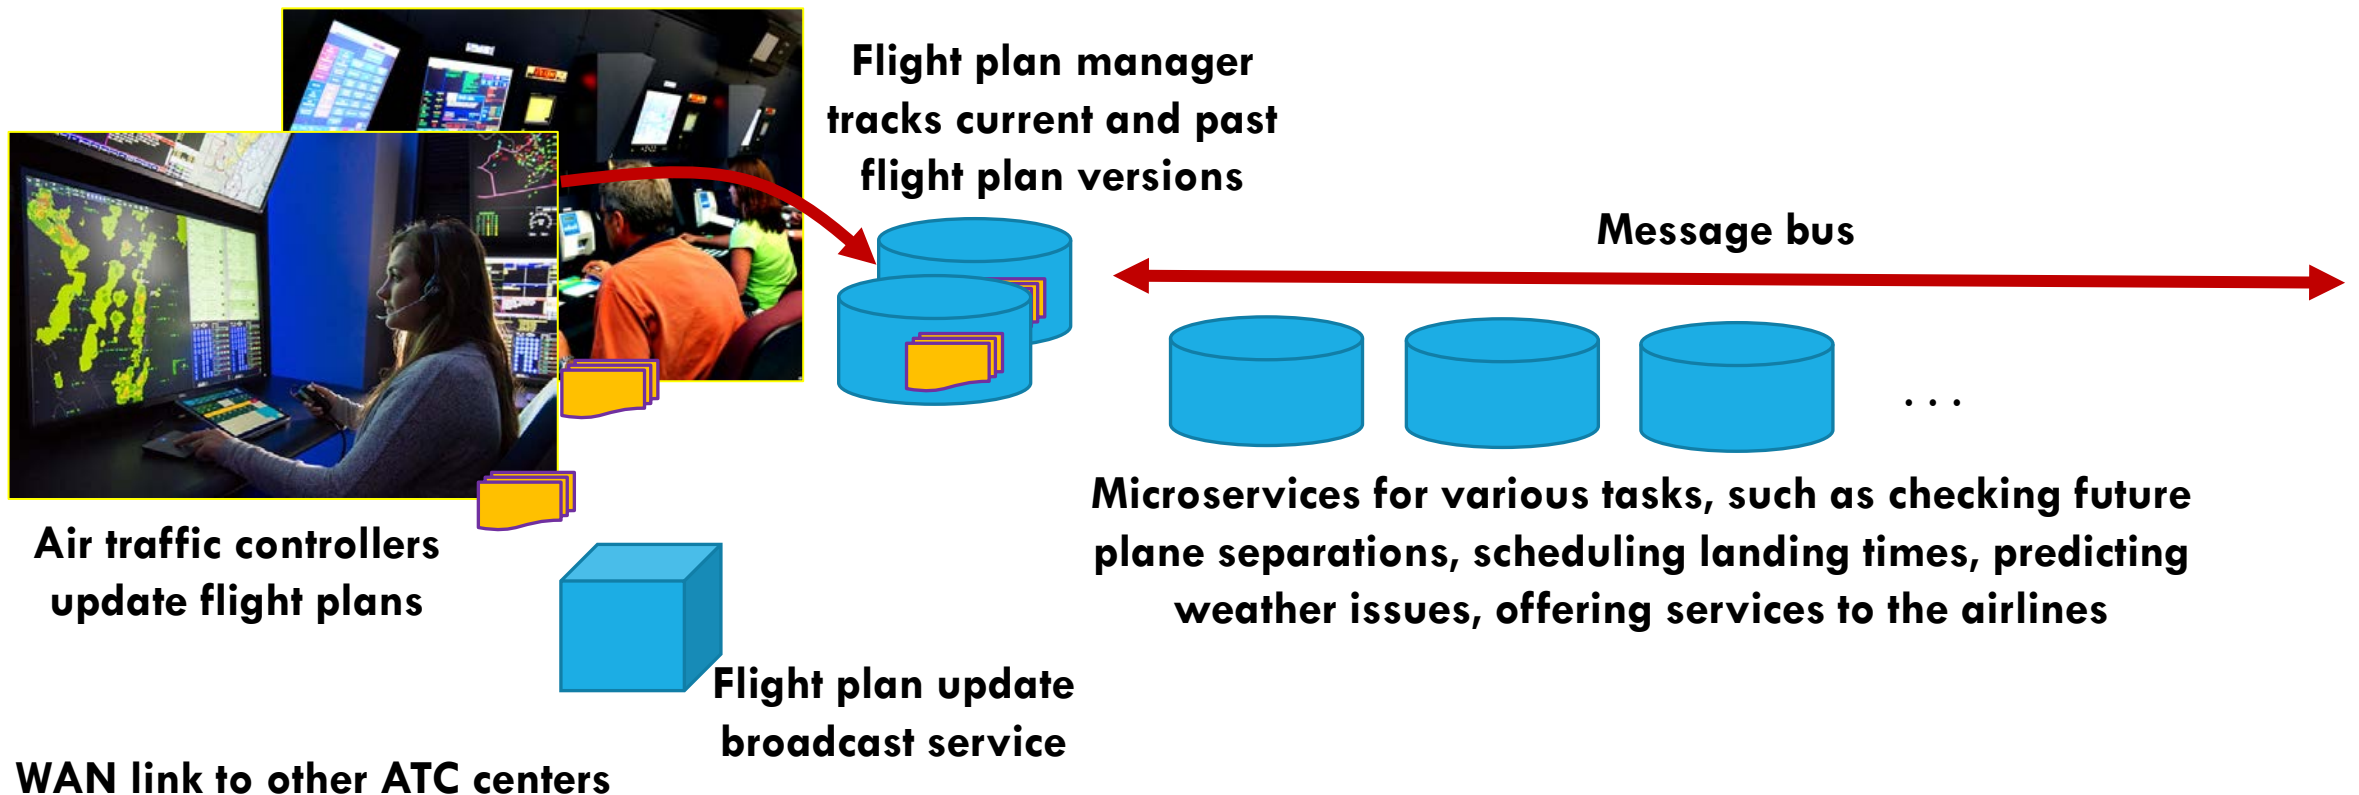 Flight plan manager
tracks current and past
flight plan versions
Message bus
. . .
Microservices for various tasks, such as checking future
plane separations, scheduling landing times, predicting
weather issues, offering services to the airlines
Air traffic controllers
update flight plans
Flight plan update
broadcast service
WAN link to other ATC centers